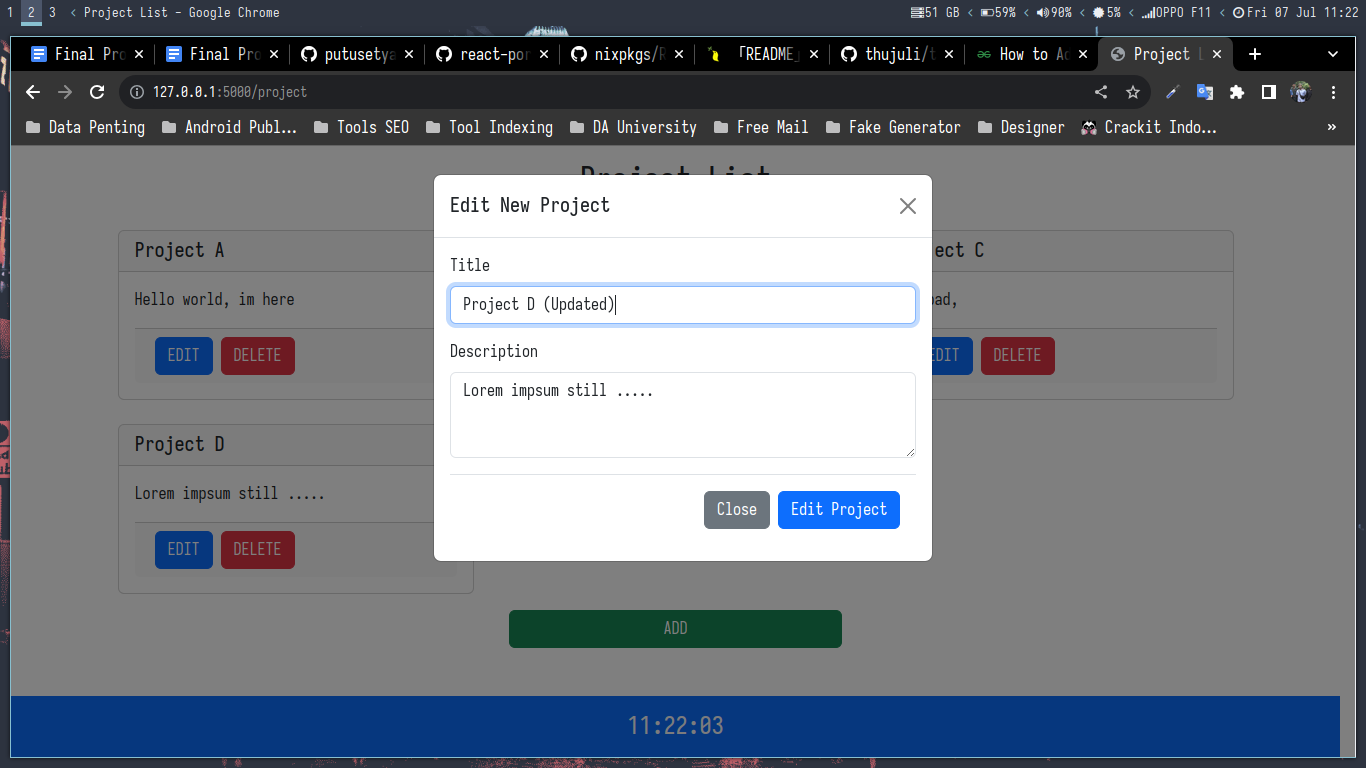 1 2 3 < Project List - Google Chrome
51 GB < 59% < 90% < 5% < OPPO F11 < Fri 07 Jul 11:22
Final Pro Final Pro putusetya react-por nixpkgs/R 「README」 thujuli/t How to Ad Project L
127.0.0.1:5000/project
Data Penting Android Publ... Tools SEO Tool Indexing DA University Free Mail Fake Generator Designer Crackit Indo... »
Project List
Edit New Project
Title
Project D (Updated)
Description
Lorem impsum still .....
Close Edit Project
Project A
Hello world, im here
EDIT DELETE
ect C
oad,
EDIT DELETE
Project D
Lorem impsum still .....
EDIT DELETE
ADD
11:22:03